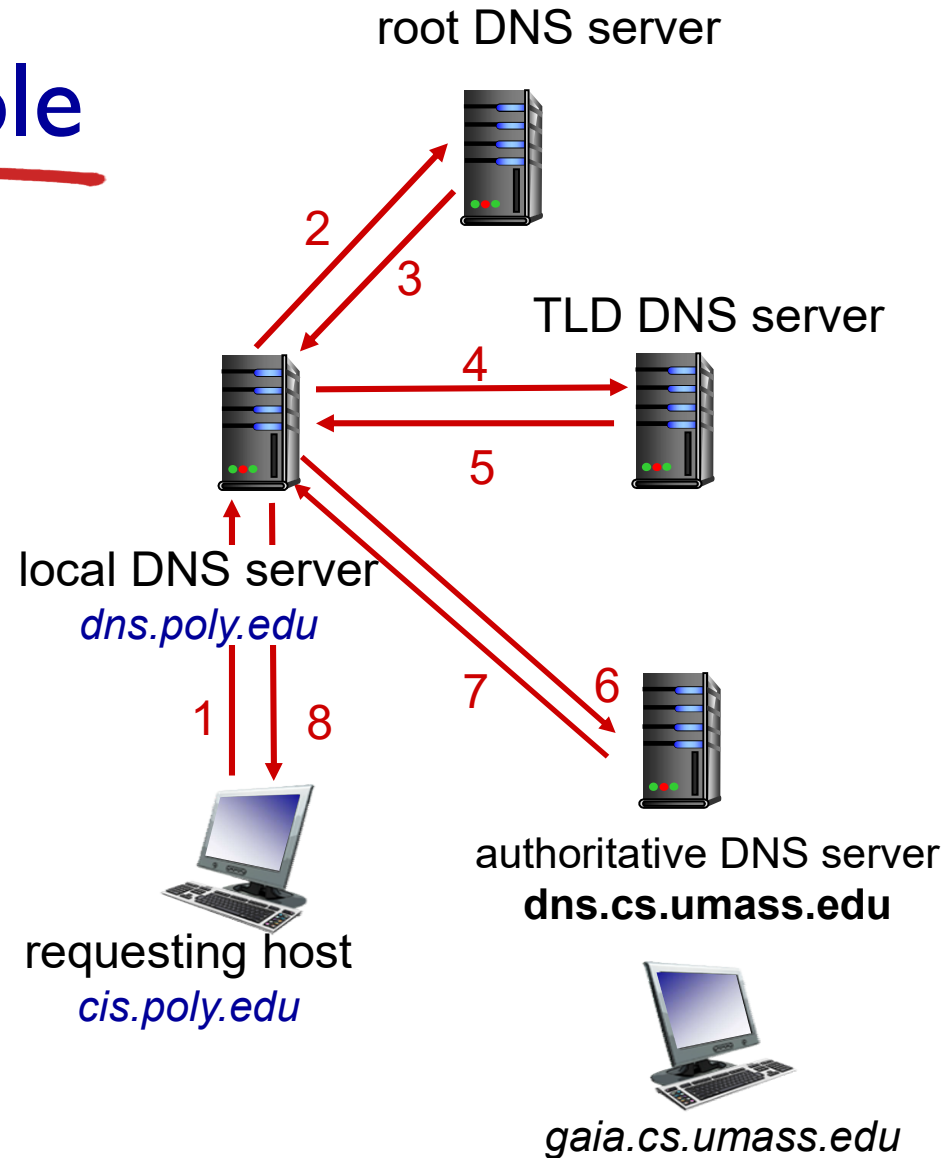 root DNS server
ole
2
3
TLD DNS server
4
5
local DNS server
dns.poly.edu
1
8
7
6
authoritative DNS server
dns.cs.umass.edu
requesting host
cis.poly.edu
gaia.cs.umass.edu